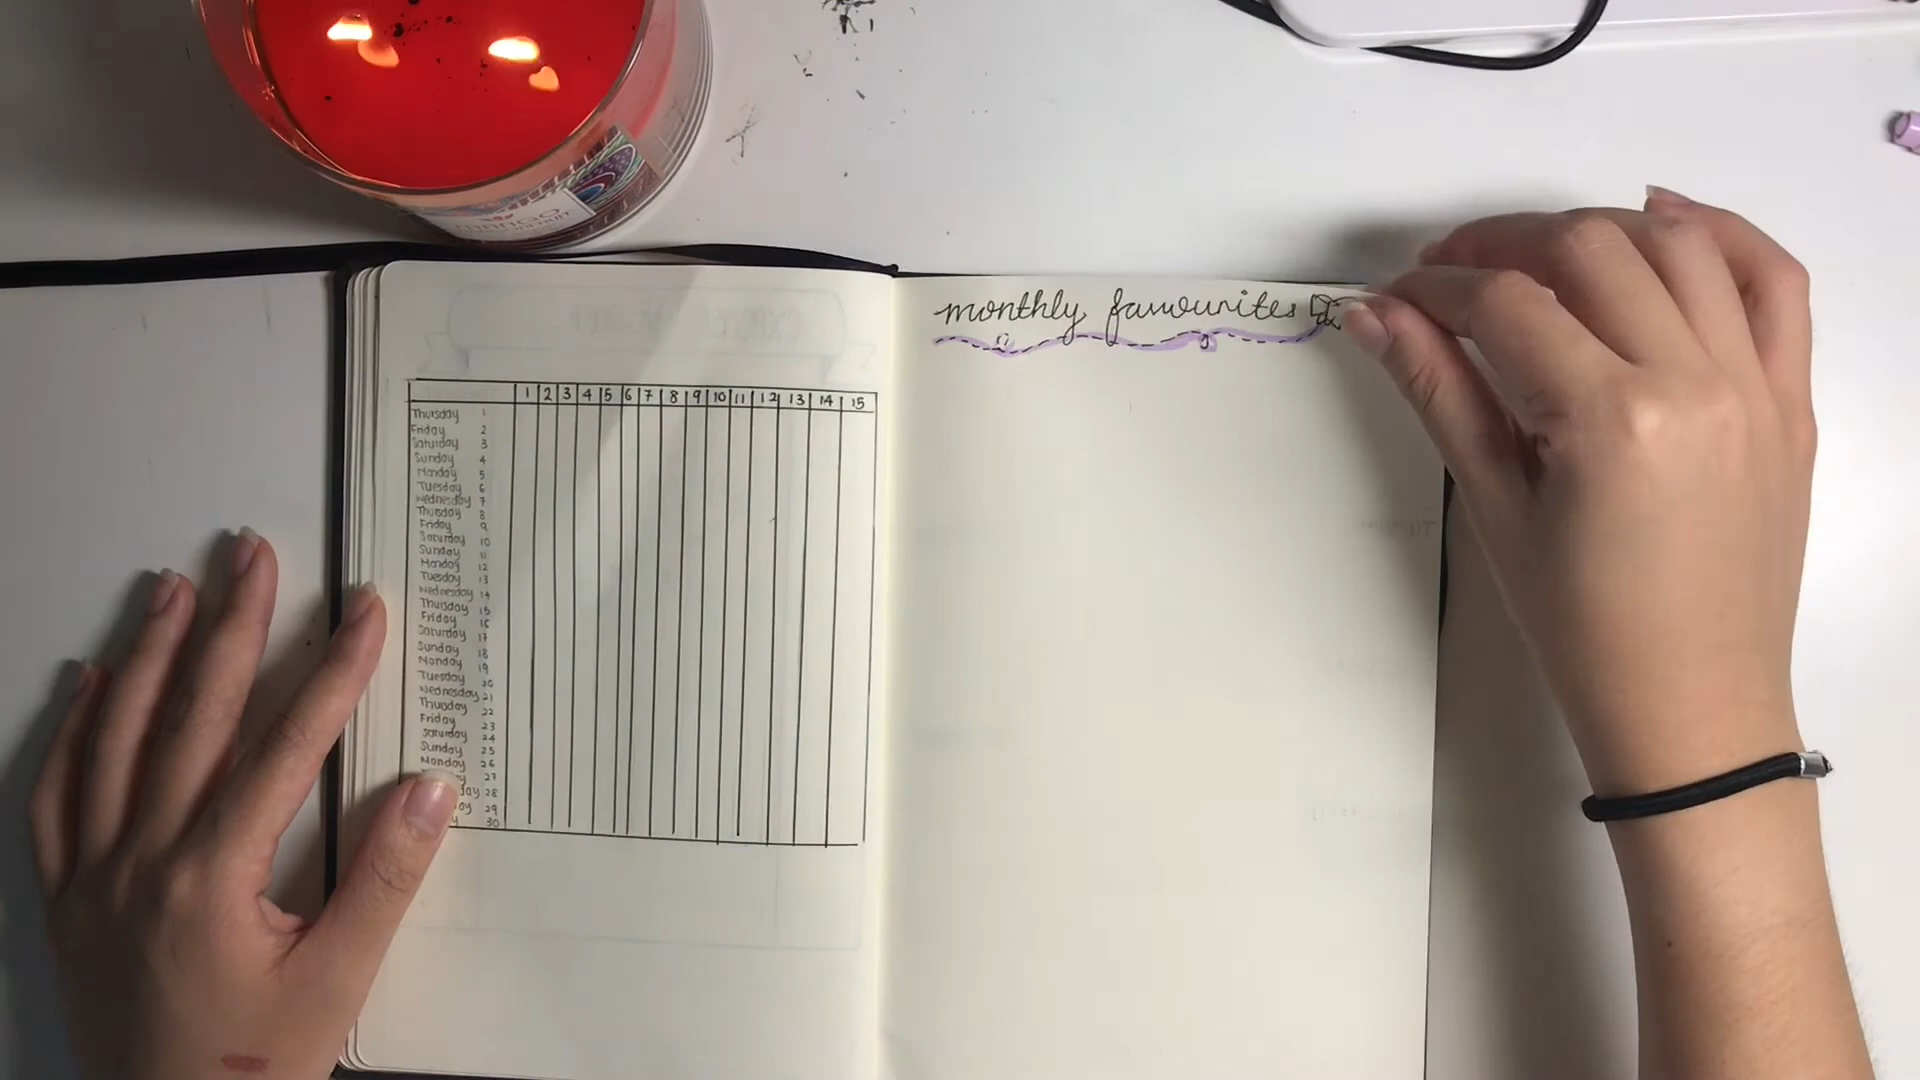 MANGO
monthly favourites
1 2 3 4 5 6 7 8 9 10 11 12 13 14 15
Thursday 1
Friday 2
Saturday 3
Sunday 4
Monday 5
Tuesday 6
Wednesday 7
Thursday 8
Friday 9
Saturday 10
Sunday 11
Monday 12
Tuesday 13
Wednesday 14
Thursday 15
Friday 16
Saturday 17
Sunday 18
Monday 19
Tuesday 20
Wednesday 21
Thursday 22
Friday 23
Saturday 24
Sunday 25
Monday 26
27
day 28
29
30